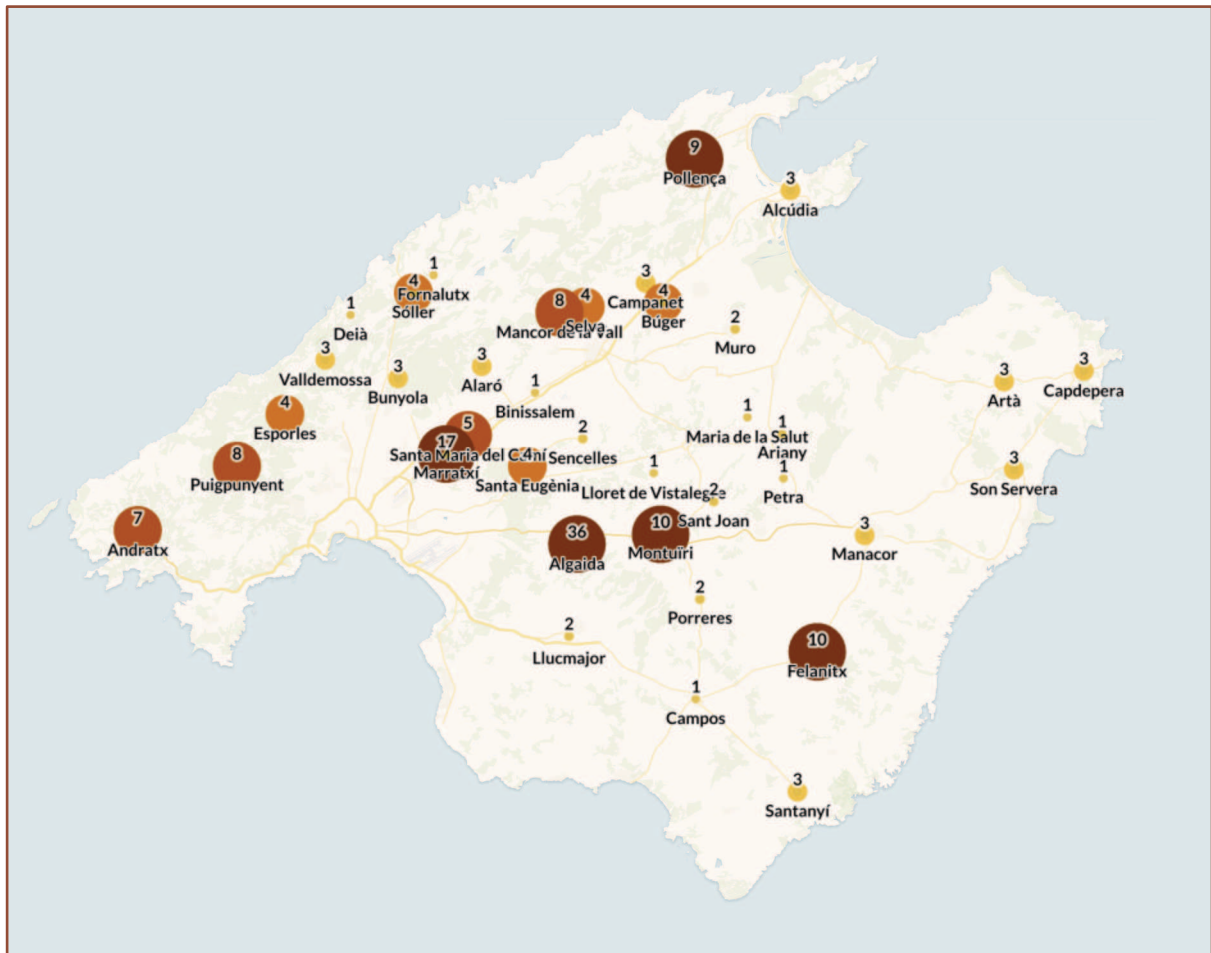 9
Pollença
3
Alcúdia
1
Fornalutx
4
Sóller
3
Campanet
4
Búger
8
Mancor de la Vall
4
Selva
1
Deià
2
Muro
3
Valldemossa
3
Bunyola
3
Alaró
1
Binissalem
3
Artà
3
Capdepera
4
Esporles
5
Santa Maria del Camí
17
Marratxí
2
Sencelles
4
Santa Eugènia
1
Maria de la Salut
1
Ariany
8
Puigpunyent
1
Lloret de Vistalegre
1
Petra
3
Son Servera
2
Sant Joan
7
Andratx
36
Algaida
10
Montuïri
3
Manacor
2
Porreres
2
Llucmajor
10
Felanitx
1
Campos
3
Santanyí